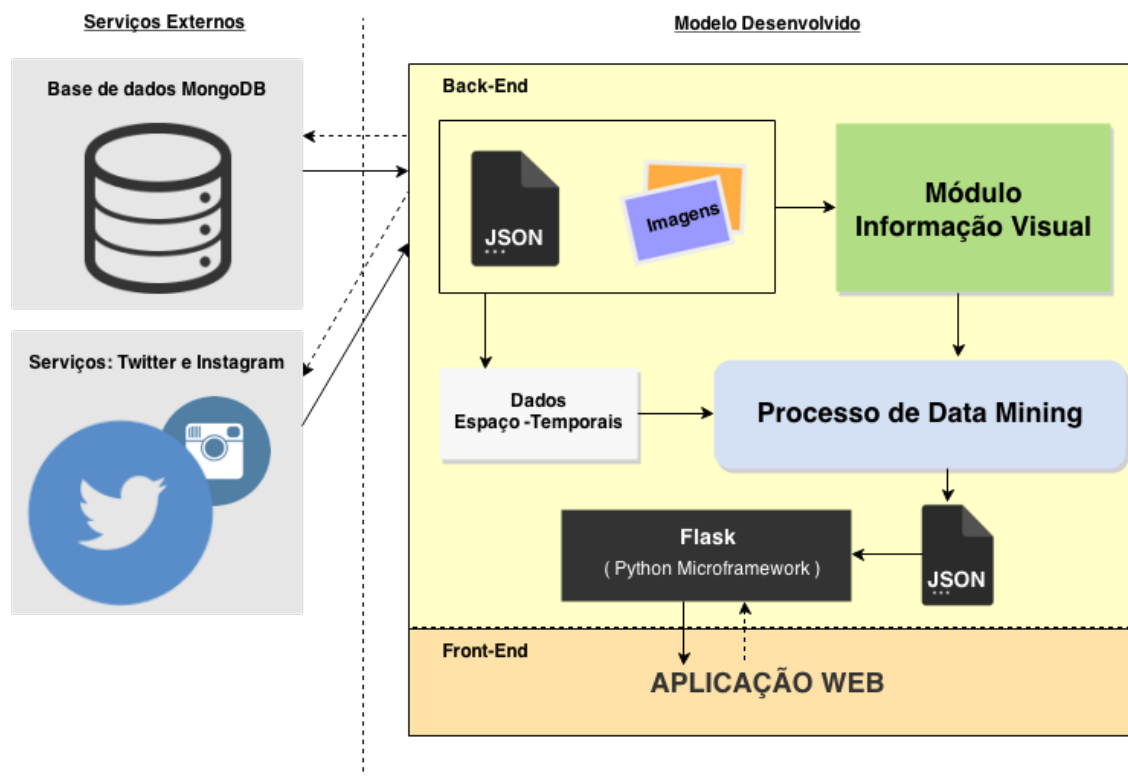 Serviços Externos
Modelo Desenvolvido
Base de dados MongoDB
Serviços: Twitter e Instagram
Back-End
JSON
Imagens
Módulo
Informação Visual
Dados
Espaço -Temporais
Processo de Data Mining
Flask
( Python Microframework )
JSON
Front-End
APLICAÇÃO WEB